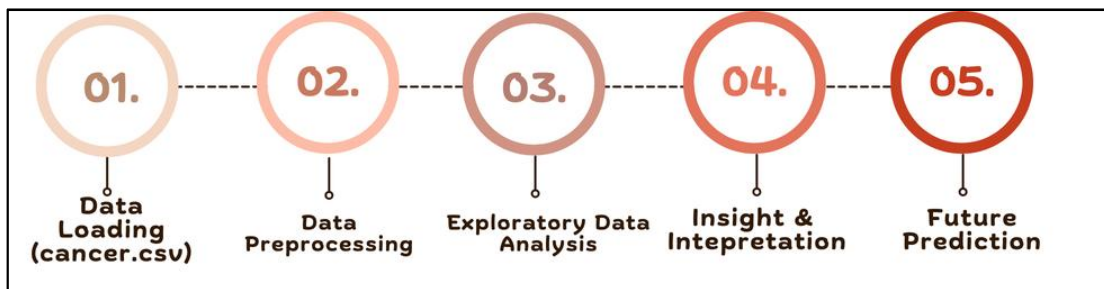 01.
02.
03.
04.
05.
Data
Loading
(cancer.csv)
Data
Preprocessing
Exploratory Data
Analysis
Insight &
Intepretation
Future
Prediction